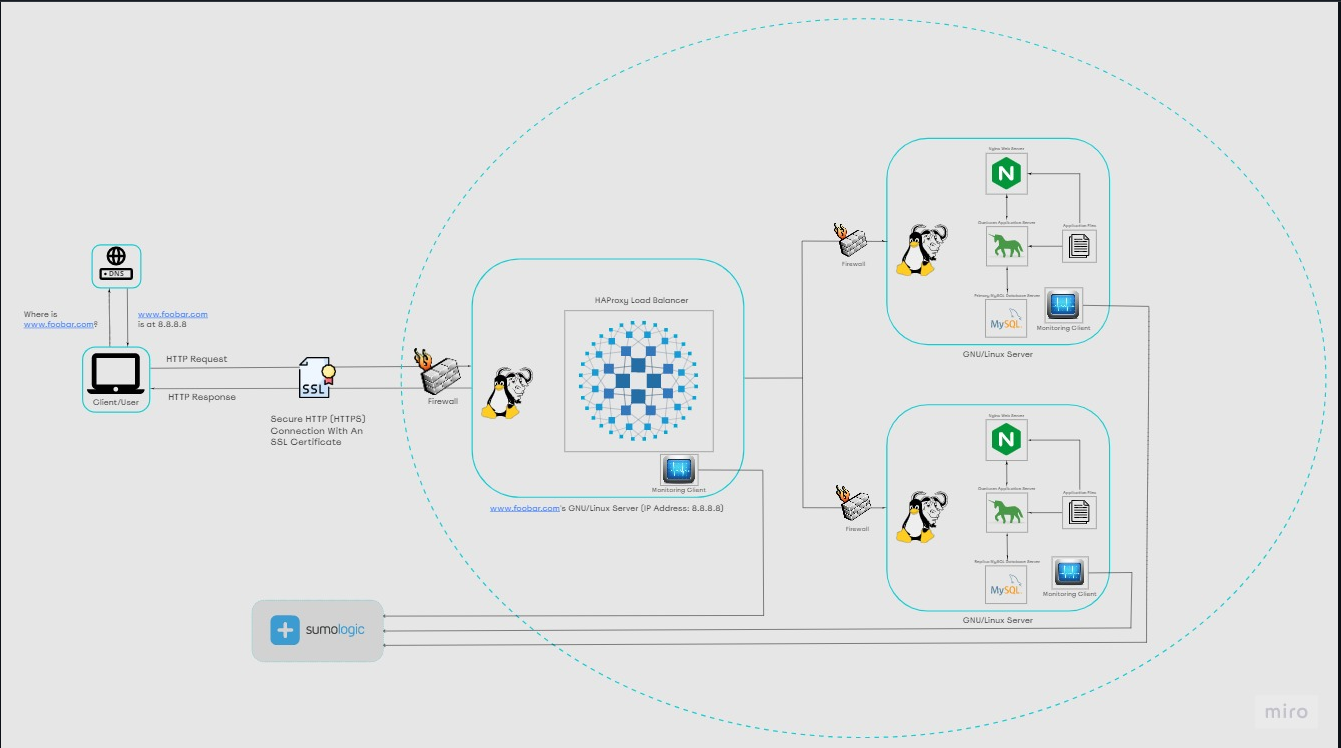 DNS
Where is
www.foobar.com?
www.foobar.com
is at 8.8.8.8
HTTP Request
HTTP Response
Client/User
SSL
Secure HTTP (HTTPS)
Connection With An
SSL Certificate
Firewall
HAProxy Load Balancer
Monitoring Client
www.foobar.com's GNU/Linux Server (IP Address: 8.8.8.8)
Firewall
Nginx Web Server
N
Gunicorn Application Server
Application Files
Primary MySQL Database Server
MySQL
Monitoring Client
GNU/Linux Server
Firewall
Nginx Web Server
N
Gunicorn Application Server
Application Files
Replica MySQL Database Server
MySQL
Monitoring Client
GNU/Linux Server
sumologic
miro